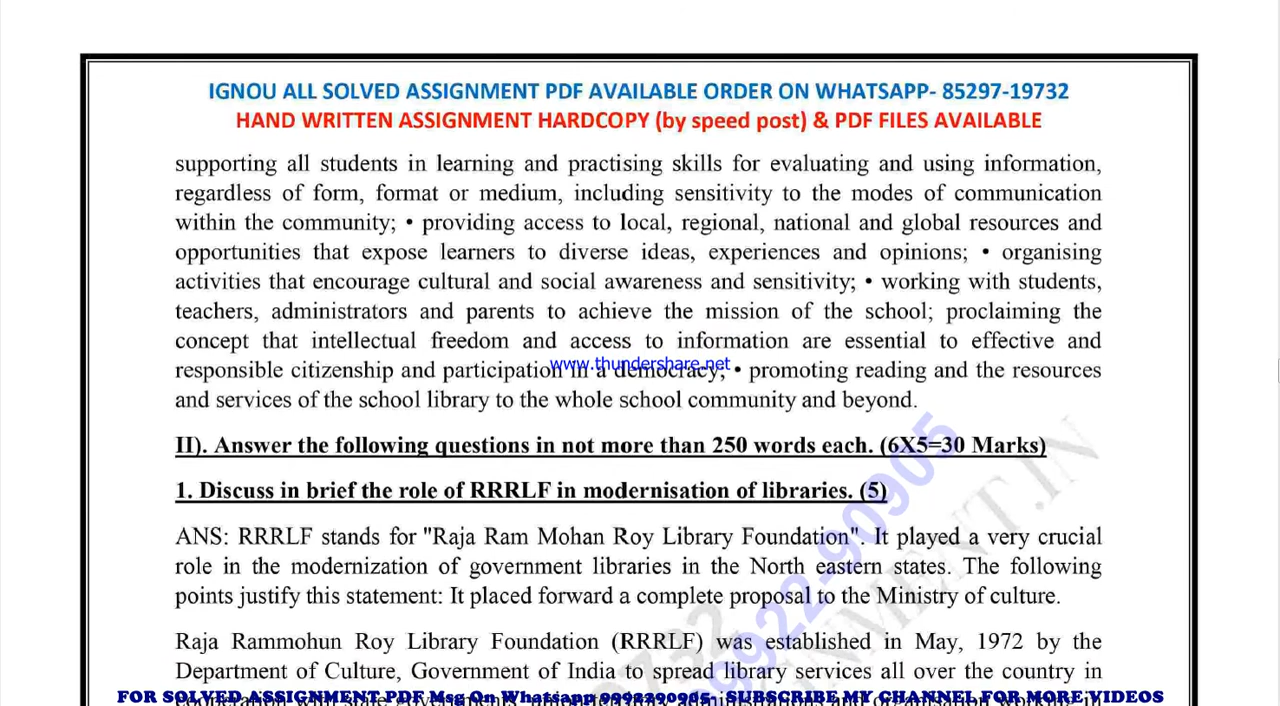 IGNOU ALL SOLVED ASSIGNMENT PDF AVAILABLE ORDER ON WHATSAPP- 85297-19732
HAND WRITTEN ASSIGNMENT HARDCOPY (by speed post) & PDF FILES AVAILABLE
supporting all students in learning and practising skills for evaluating and using information,
regardless of form, format or medium, including sensitivity to the modes of communication
within the community; • providing access to local, regional, national and global resources and
opportunities that expose learners to diverse ideas, experiences and opinions; • organising
activities that encourage cultural and social awareness and sensitivity; • working with students,
teachers, administrators and parents to achieve the mission of the school; proclaiming the
concept that intellectual freedom and access to information are essential to effective and
www.thundershare.net
responsible citizenship and participation in a democracy; • promoting reading and the resources
and services of the school library to the whole school community and beyond.
II). Answer the following questions in not more than 250 words each. (6X5=30 Marks)
1. Discuss in brief the role of RRRLF in modernisation of libraries. (5)
ANS: RRRLF stands for "Raja Ram Mohan Roy Library Foundation". It played a very crucial
role in the modernization of government libraries in the North eastern states. The following
points justify this statement: It placed forward a complete proposal to the Ministry of culture.
Raja Rammohun Roy Library Foundation (RRRLF) was established in May, 1972 by the
Department of Culture, Government of India to spread library services all over the country in
FOR SOLVED ASSIGNMENT PDF Msg On Whatsapp 9992290905- SUBSCRIBE MY CHANNEL FOR MORE VIDEOS